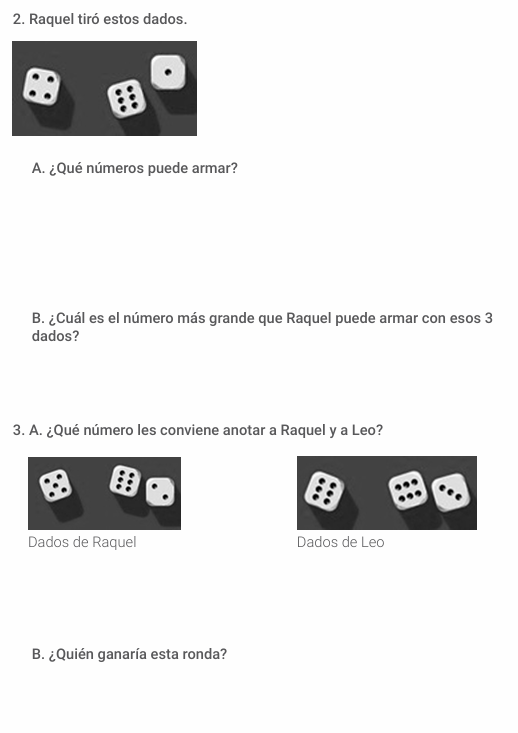 2. Raquel tiró estos dados.
A. ¿Qué números puede armar?
B. ¿Cuál es el número más grande que Raquel puede armar con esos 3
dados?
3. A. ¿Qué número les conviene anotar a Raquel y a Leo?
Dados de Raquel
Dados de Leo
B. ¿Quién ganaría esta ronda?